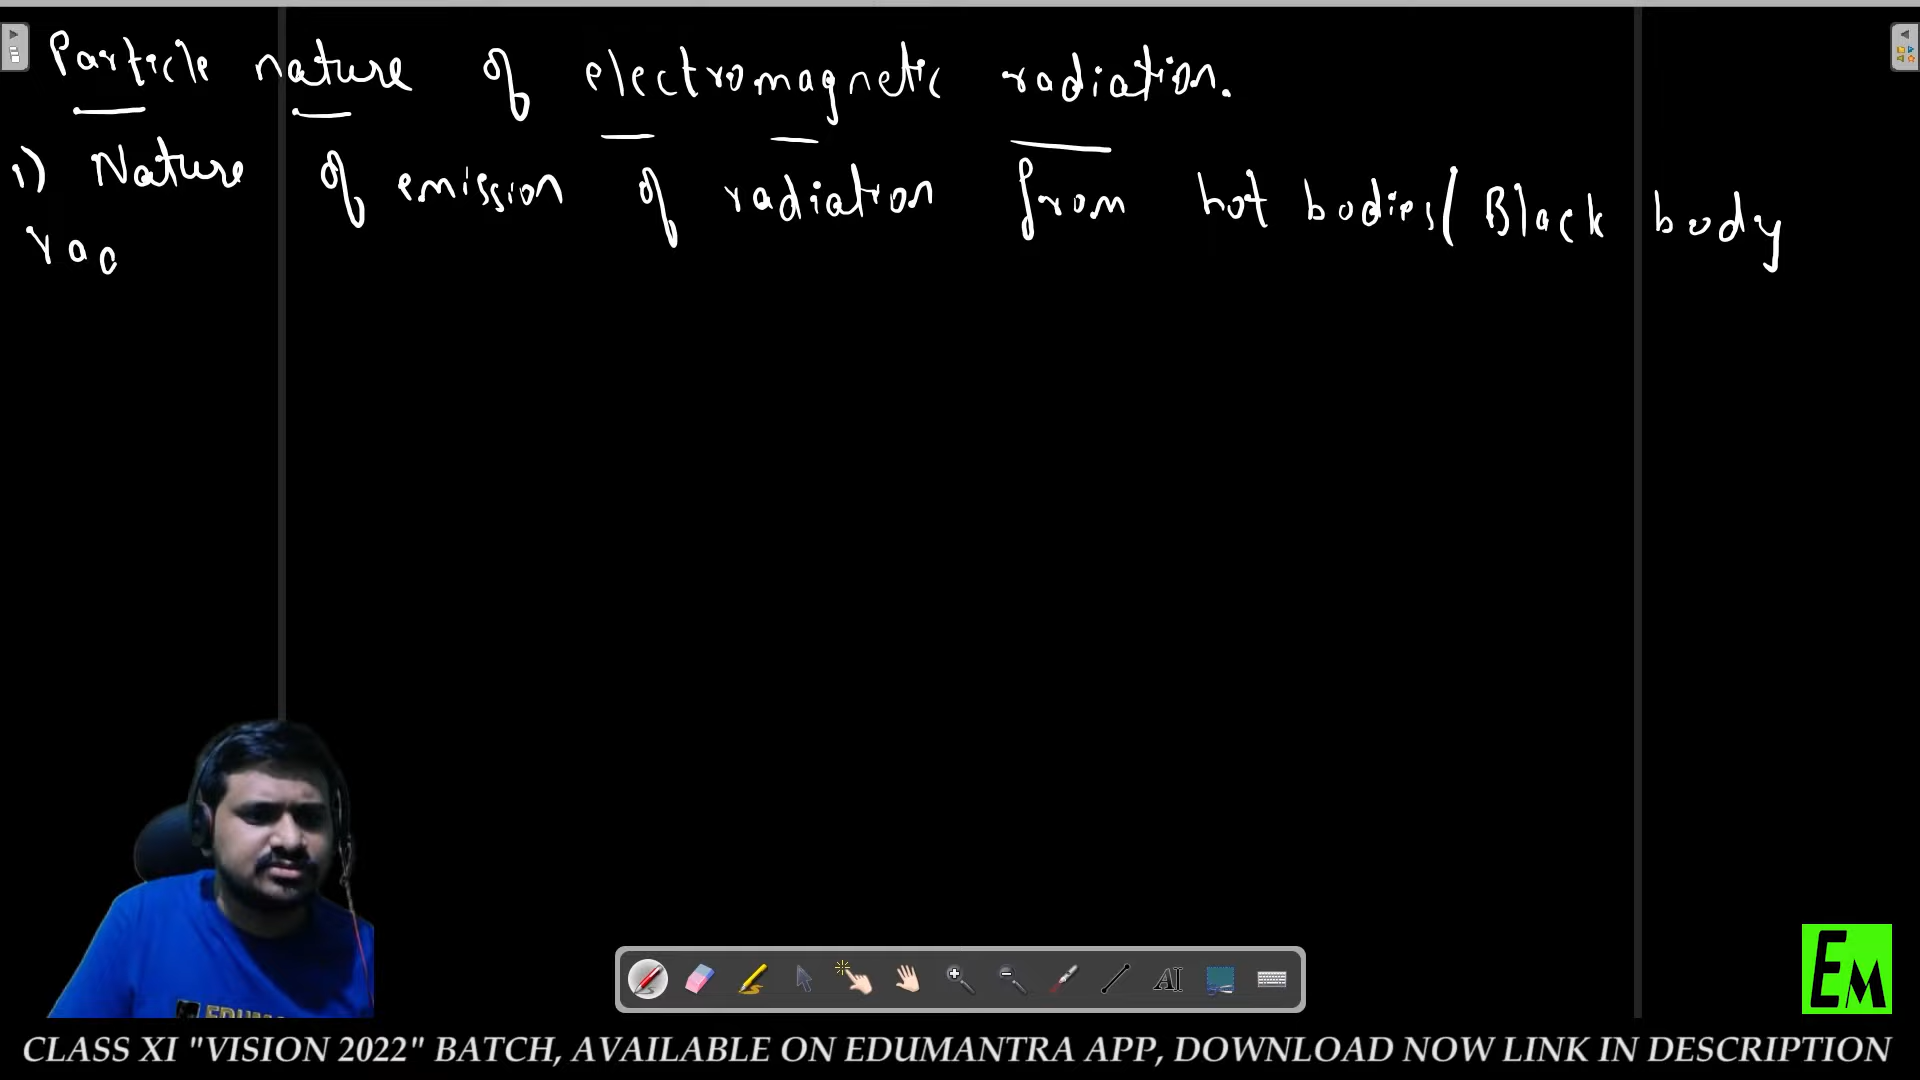 Particle nature of electromagnetic radiation.
1) Nature of emission of radiation from hot bodies/ Black body
rac
EM
CLASS XI "VISION 2022" BATCH, AVAILABLE ON EDUMANTRA APP, DOWNLOAD NOW LINK IN DESCRIPTION